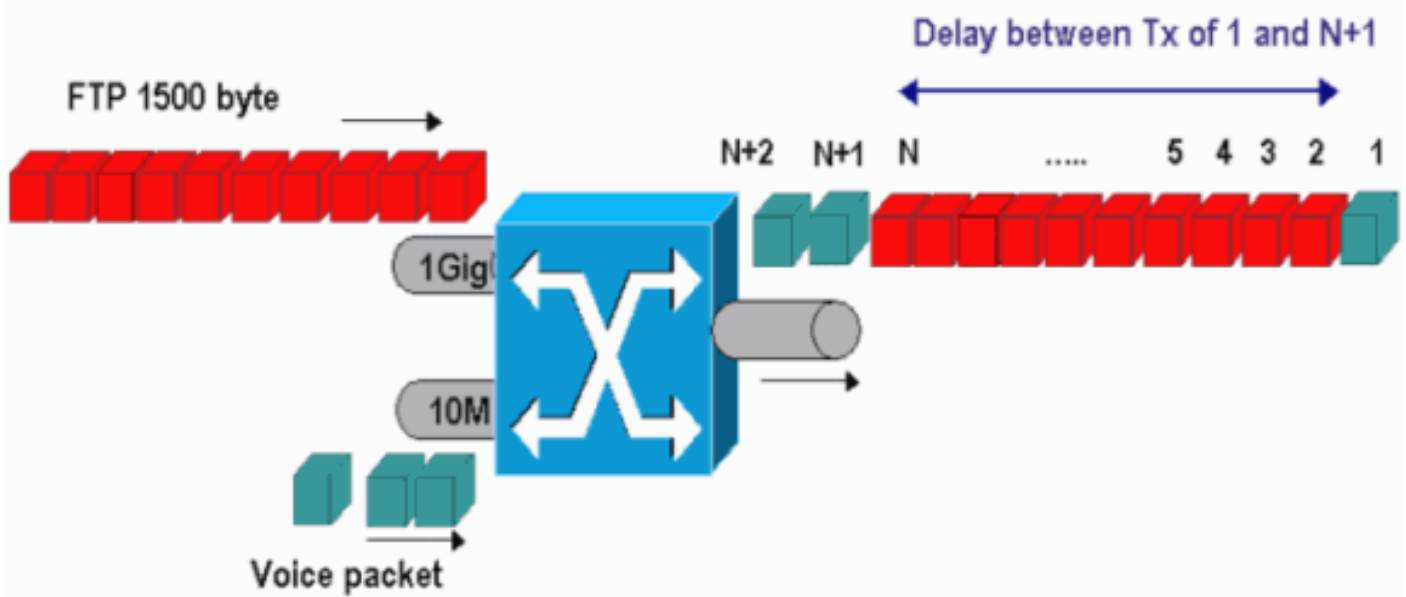 Delay between Tx of 1 and N+1
FTP 1500 byte
N+2 N+1 N ..... 5 4 3 2 1
1Gig
10M
Voice packet